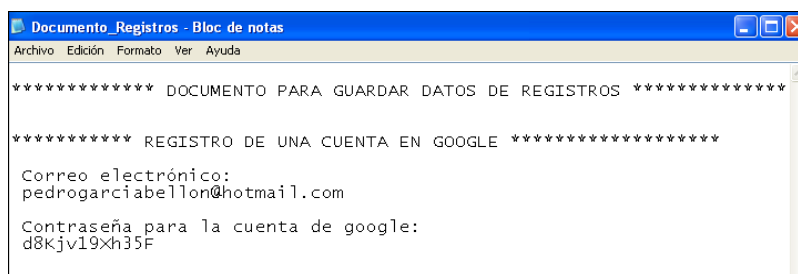 Documento_Registros - Bloc de notas
Archivo Edición Formato Ver Ayuda
************* DOCUMENTO PARA GUARDAR DATOS DE REGISTROS **************
*********** REGISTRO DE UNA CUENTA EN GOOGLE *******************
Correo electrónico:
pedrogarciabellon@hotmail.com
Contraseña para la cuenta de google:
d8Kjv19Xh35F